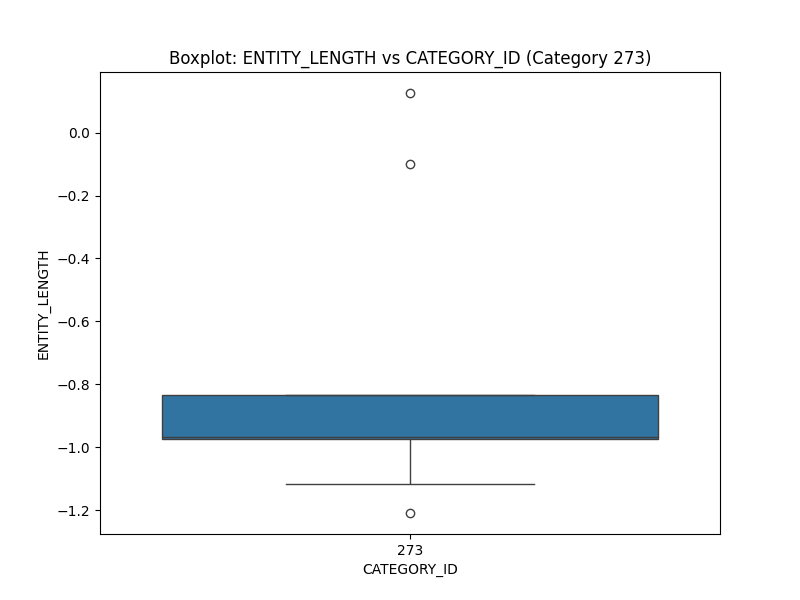 Boxplot: ENTITY_LENGTH vs CATEGORY_ID (Category 273)
0.0
−0.2
−0.4
−0.6
−0.8
−1.0
−1.2
ENTITY_LENGTH
273
CATEGORY_ID